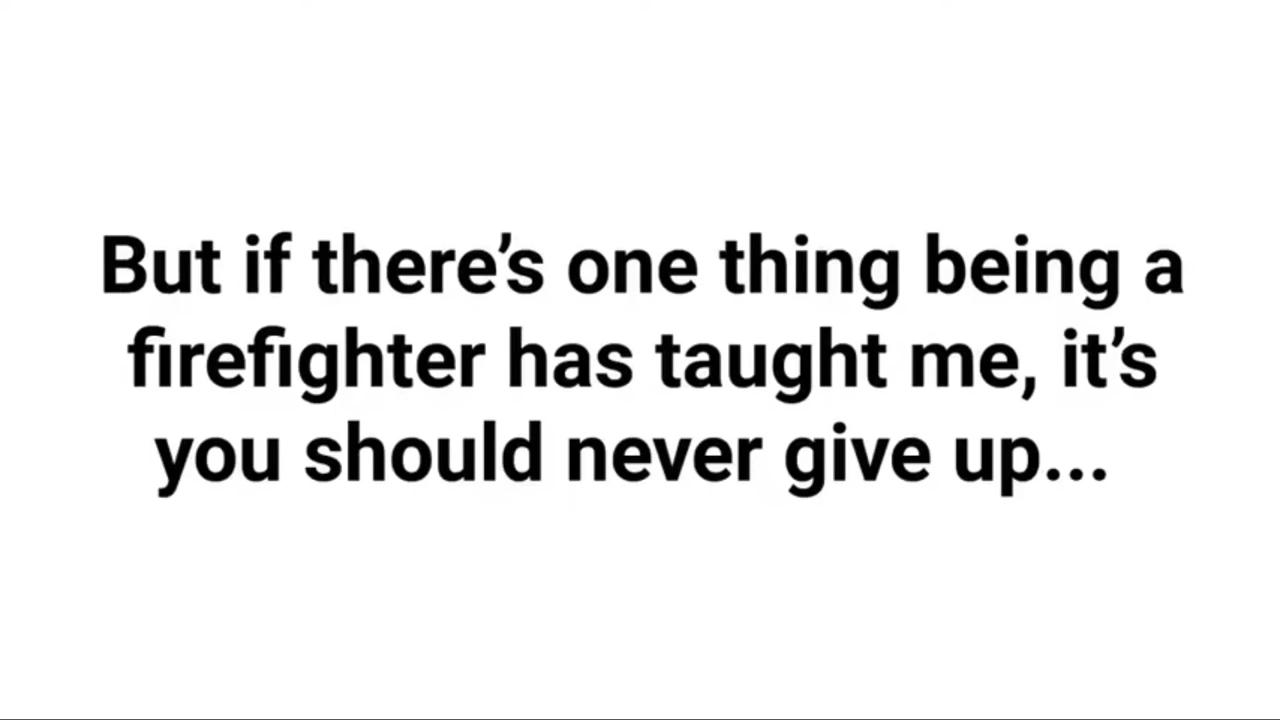 But if there’s one thing being a
firefighter has taught me, it’s
you should never give up...